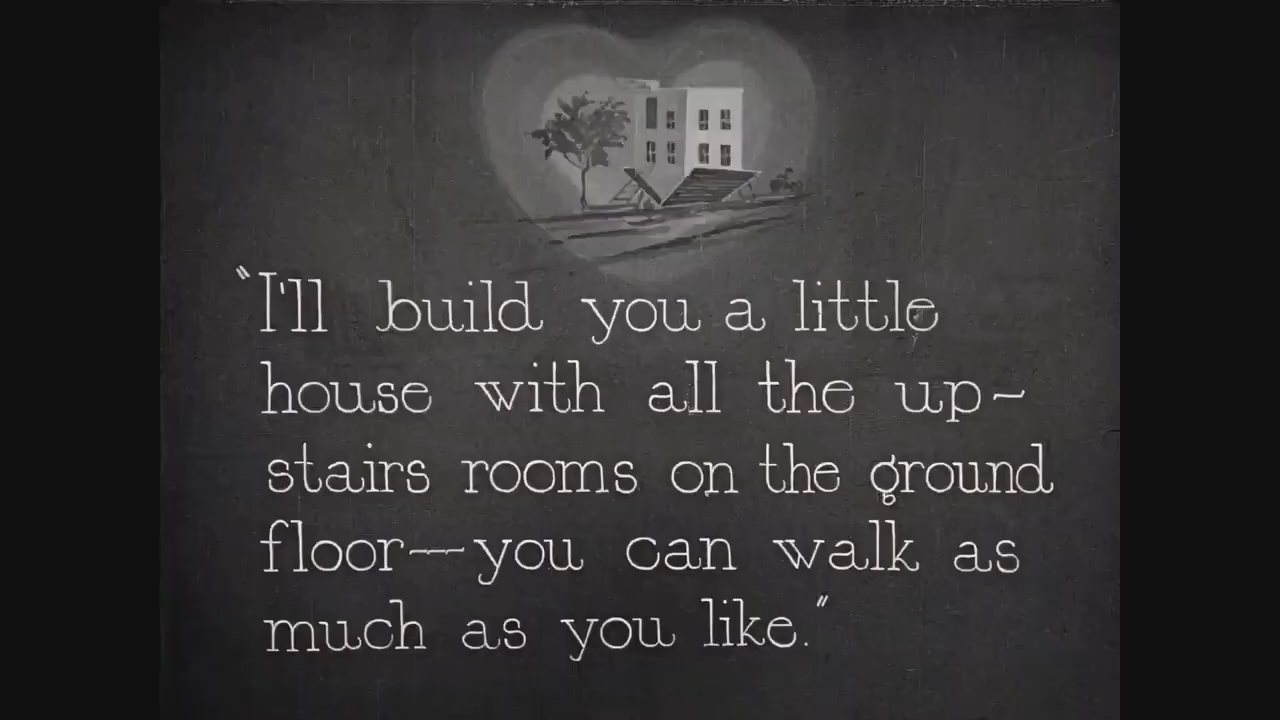 "I'll build you a little
house with all the up-
stairs rooms on the ground
floor—you can walk as
much as you like."